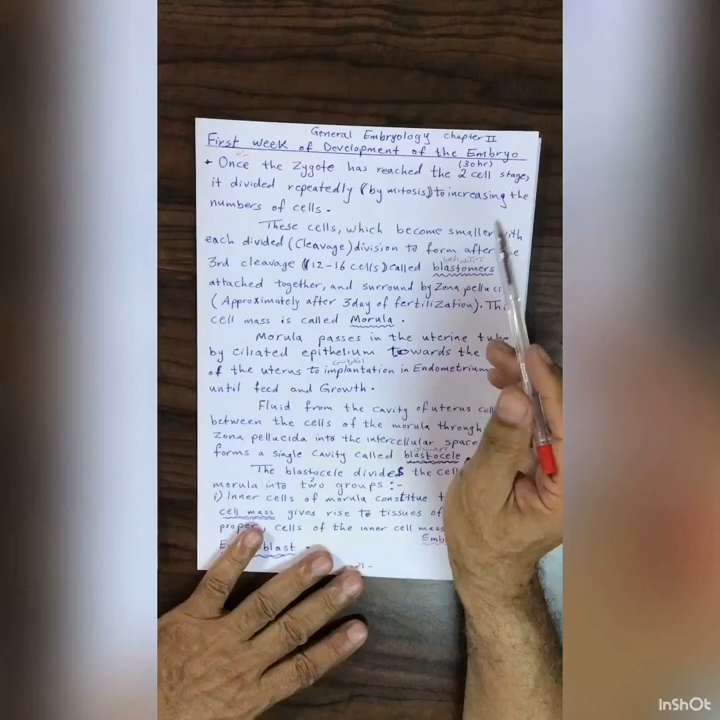 General Embryology Chapter II
First week of Development of the Embryo
+ Once the Zygote has reached the 2 cell stage,
(30hr)
it divided repeatedly (by mitosis) to increasing the
numbers of cells.
These cells, which become smaller with
each divided (Cleavage) division to form after
3rd cleavage (12-16 cells) called blastomers
attached together, and surround by Zona pelluci
(Approximately after 3day of fertilization). Thi
cell mass is called Morula.
Morula passes in the uterine tube
by ciliated epithelium towards the
of the uterus to implantation in Endometrium
until feed and Growth.
Fluid from the cavity of uterus col
between the cells of the morula through
Zona pellucida into the intercellular space
forms a single cavity called blastocele
The blastocele divides the cel
morula into two groups :-
i) Inner cells of morula constitute t
cell mass gives rise to tissues of
proper, cells of the inner cell mass
Emb
blast.
InShOt